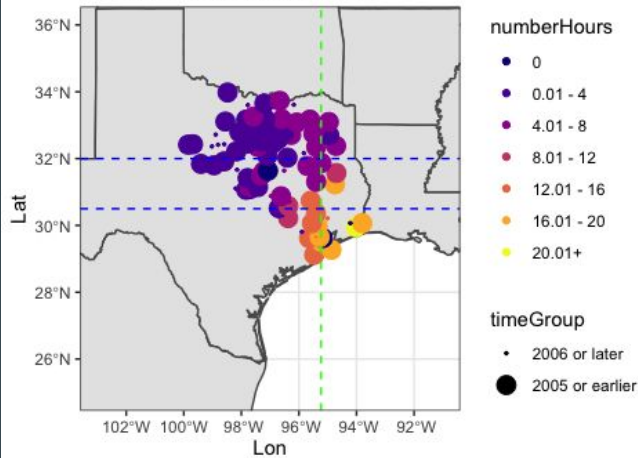 36°N
34°N
32°N
30°N
28°N
26°N
Lat
102°W 100°W 98°W 96°W 94°W 92°W
Lon
numberHours
0
0.01 - 4
4.01 - 8
8.01 - 12
12.01 - 16
16.01 - 20
20.01+
timeGroup
2006 or later
2005 or earlier